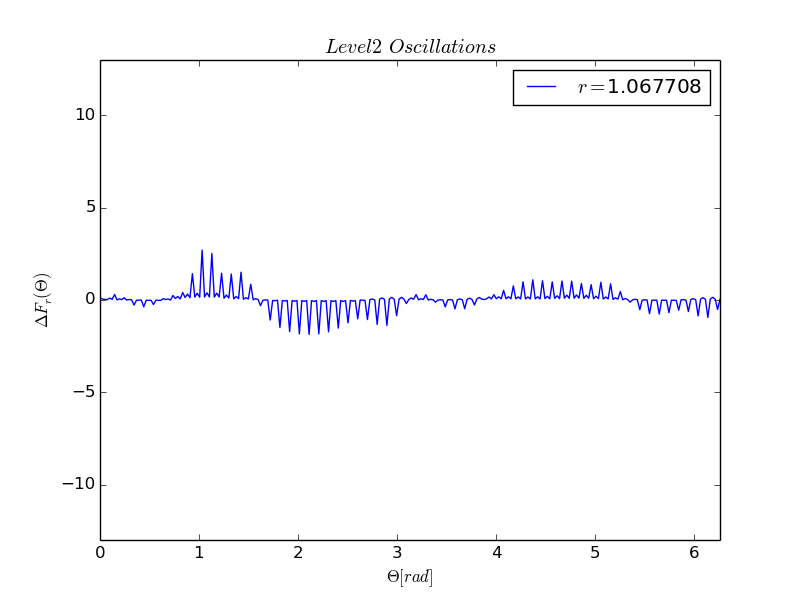 Level2 Oscillations
r=1.067708
10
5
0
−5
−10
ΔF_r(Θ)
0 1 2 3 4 5 6
Θ[rad]